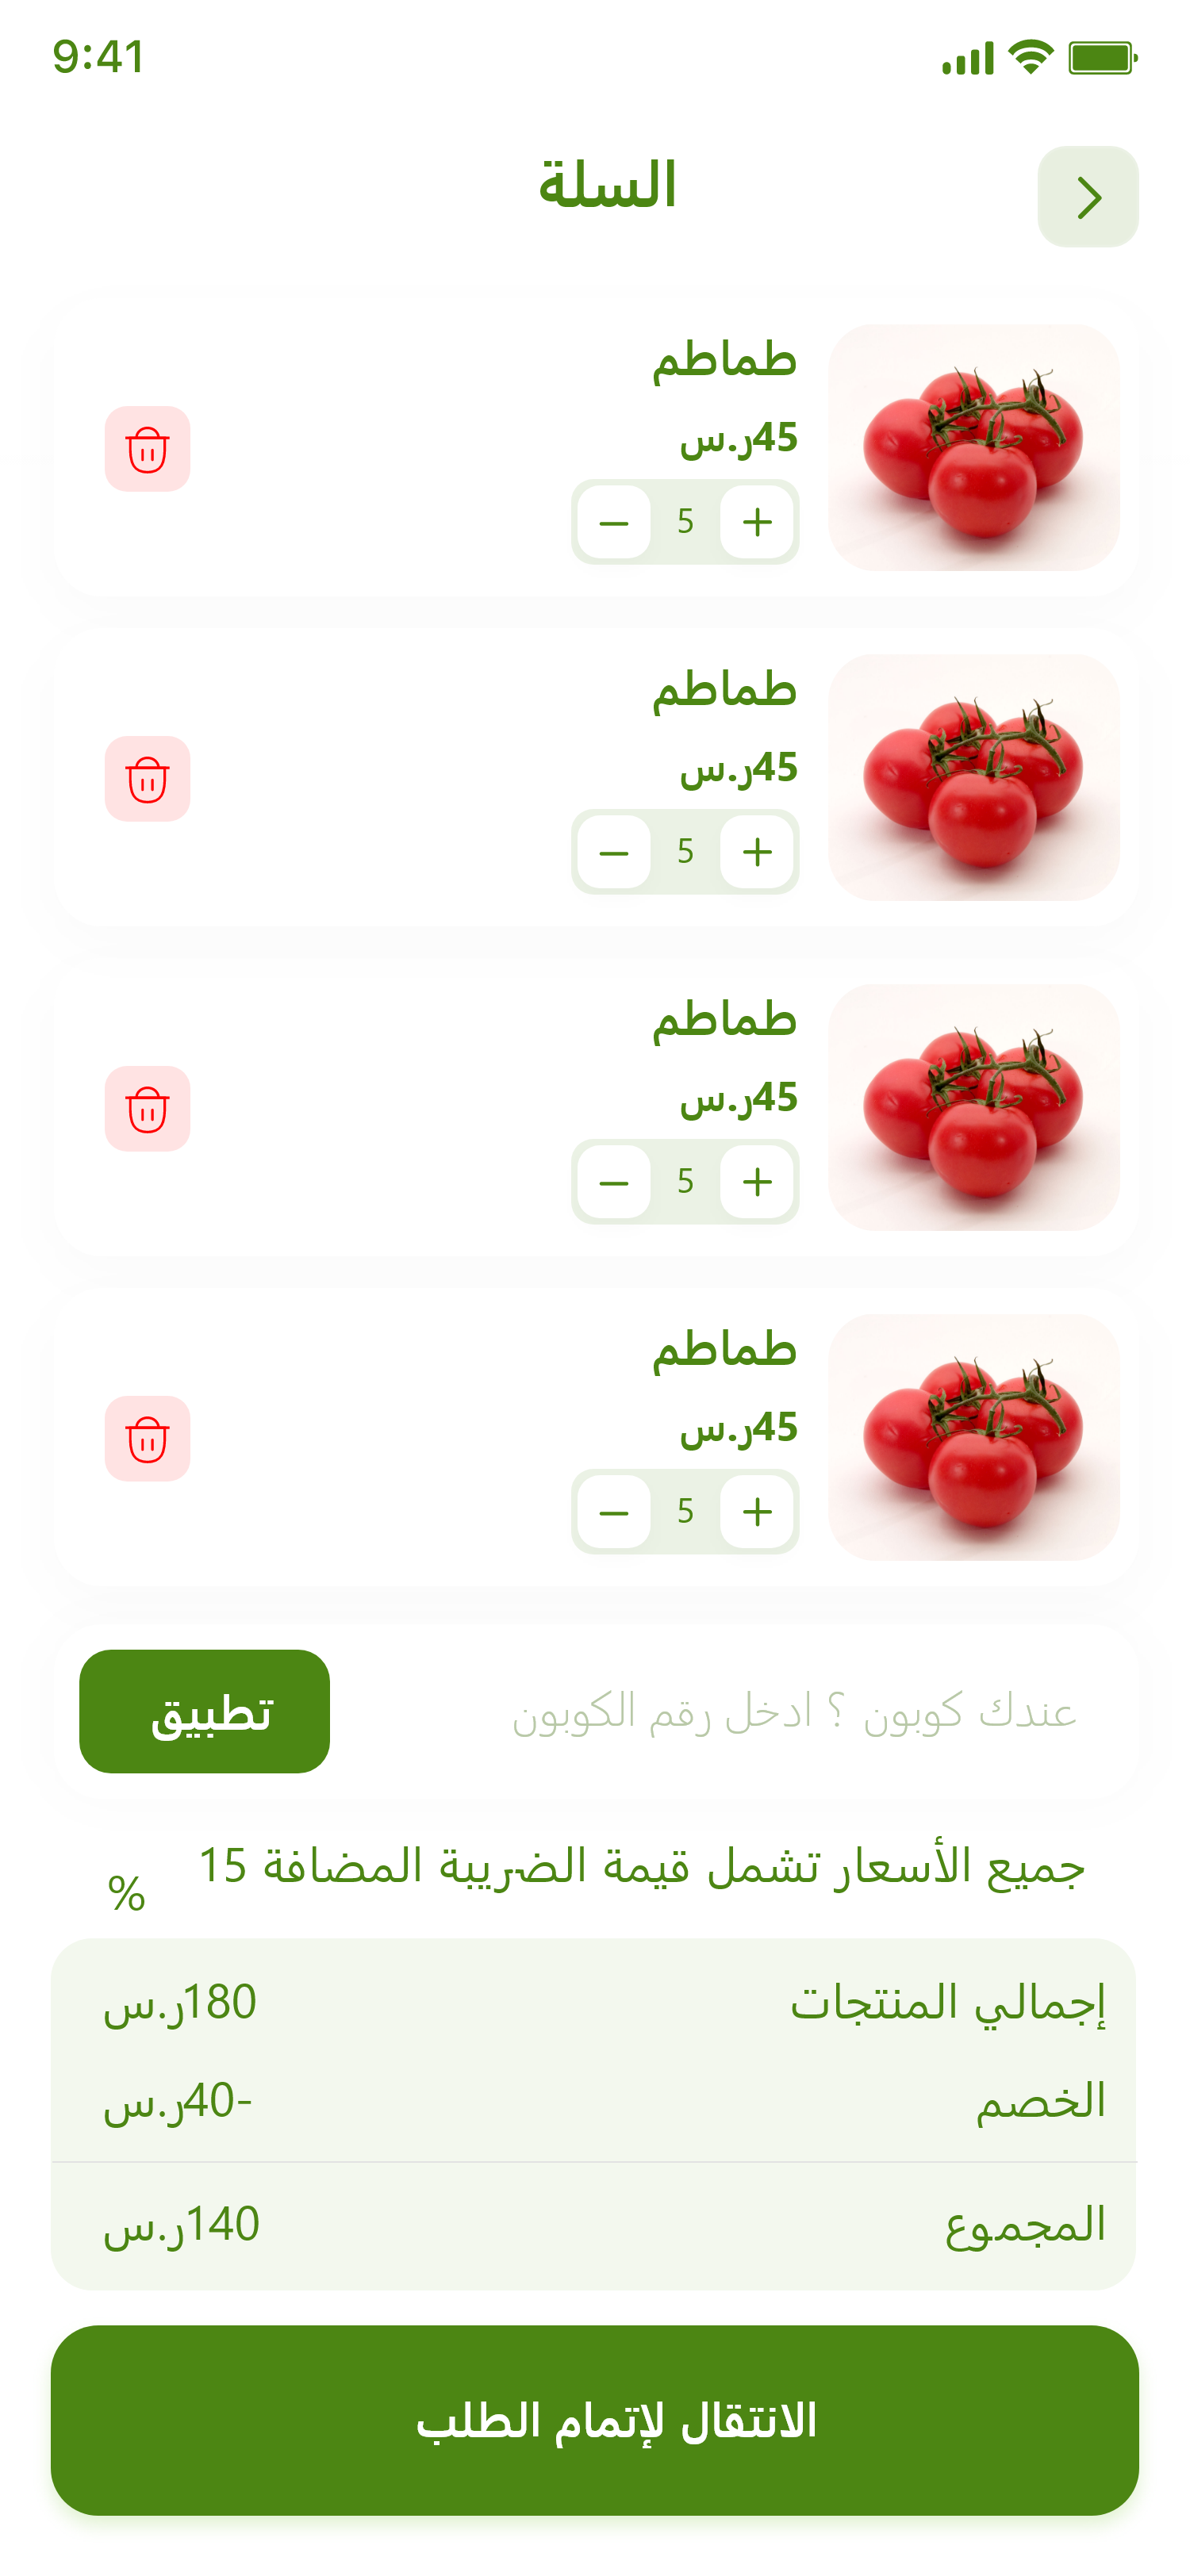 9:41
السلة
طماطم
45ر.س
+ 5 −
طماطم
45ر.س
+ 5 −
طماطم
45ر.س
+ 5 −
طماطم
45ر.س
+ 5 −
عندك كوبون ؟ ادخل رقم الكوبون
تطبيق
جميع الأسعار تشمل قيمة الضريبة المضافة 15 %
إجمالي المنتجات 180ر.س
الخصم -40ر.س
المجموع 140ر.س
الانتقال لإتمام الطلب